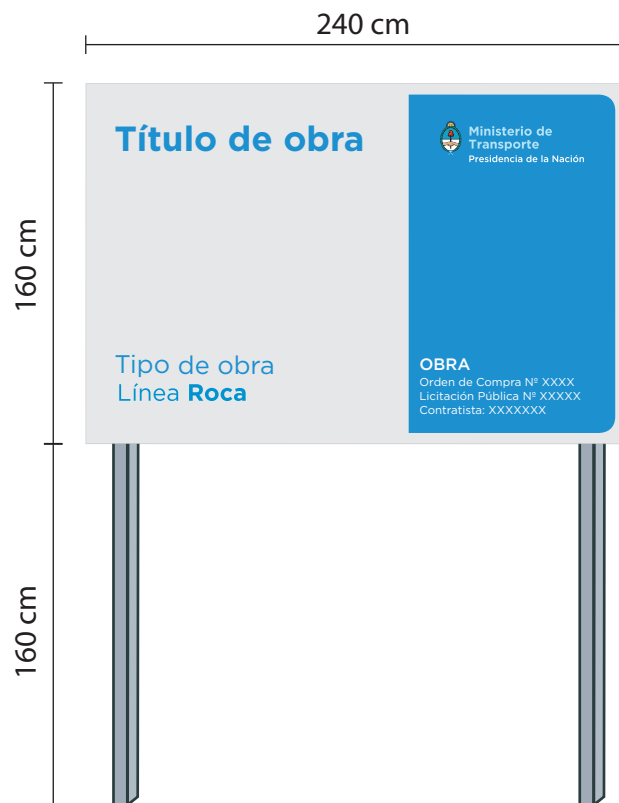 240 cm
160 cm
Título de obra
Ministerio de
Transporte
Presidencia de la Nación
Tipo de obra
Línea Roca
OBRA
Orden de Compra Nº XXXX
Licitación Pública Nº XXXXX
Contratista: XXXXXXX
160 cm